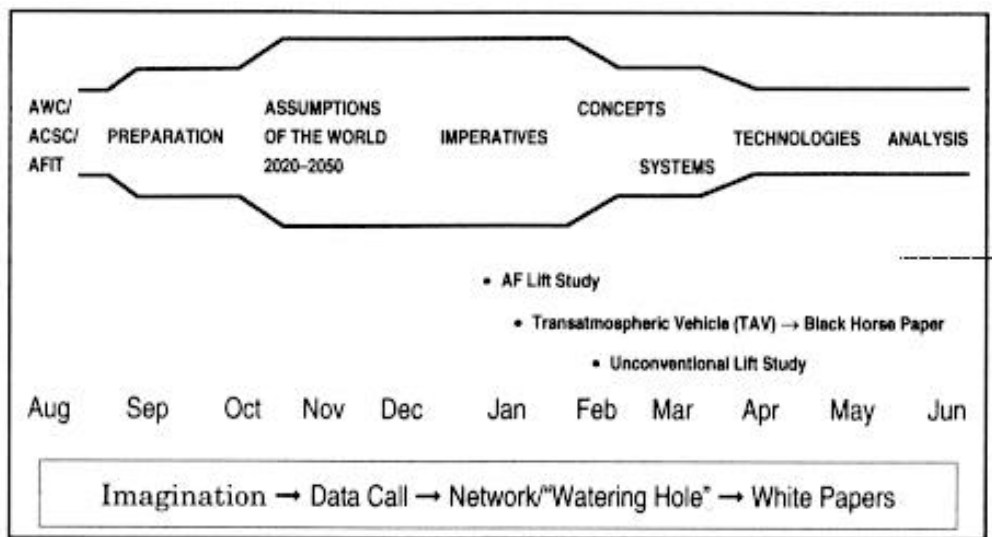 AWC/
ACSC/
AFIT
PREPARATION
ASSUMPTIONS
OF THE WORLD
2020–2050
IMPERATIVES
CONCEPTS
SYSTEMS
TECHNOLOGIES
ANALYSIS
• AF Lift Study
• Transatmospheric Vehicle (TAV) → Black Horse Paper
• Unconventional Lift Study
Aug Sep Oct Nov Dec Jan Feb Mar Apr May Jun
Imagination → Data Call → Network/“Watering Hole” → White Papers